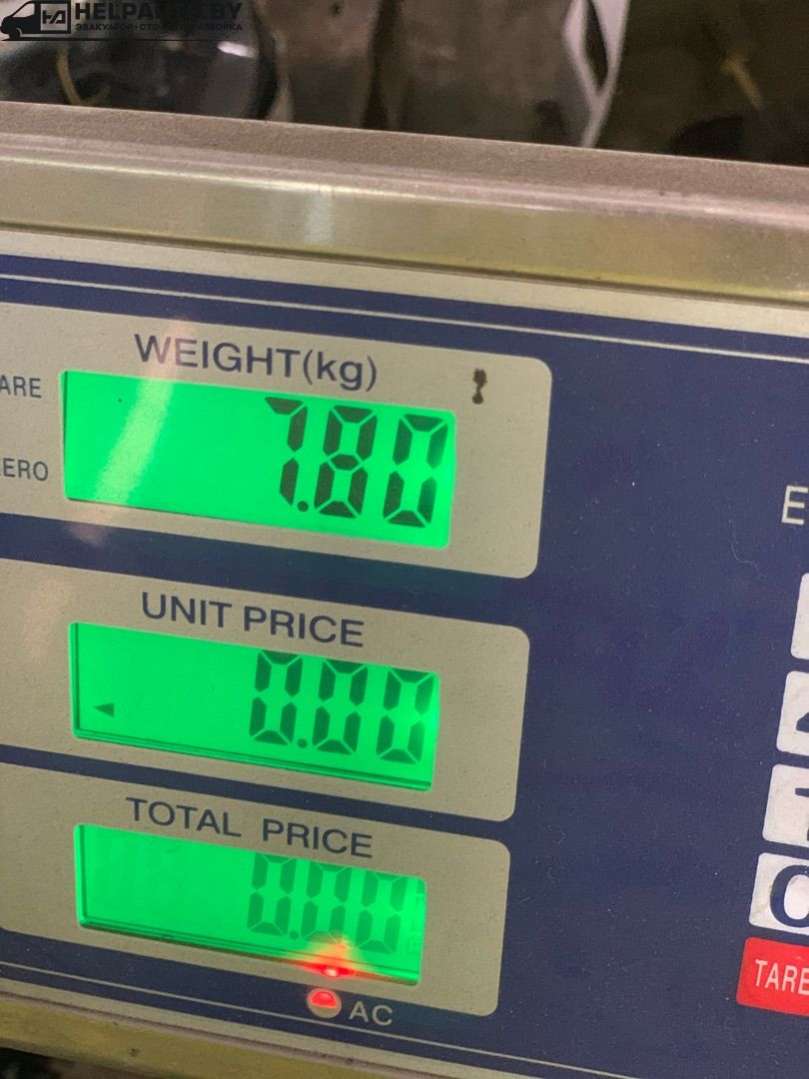 WEIGHT(kg)
ARE
7.80
ERO
E
UNIT PRICE
0.00
TOTAL PRICE
0.00
AC
TARE